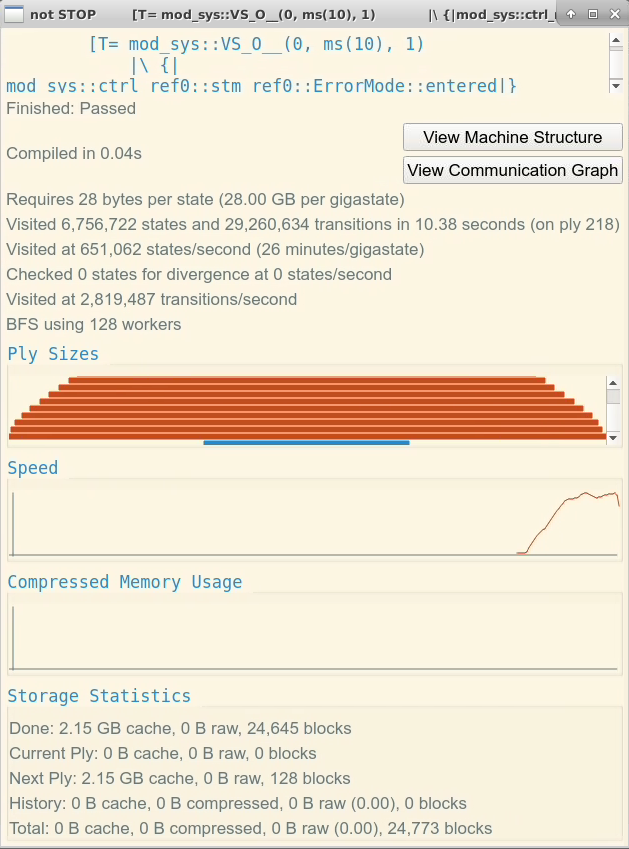 not STOP [T= mod_sys::VS_O__(0, ms(10), 1) |\ {|mod_sys::ctrl_
[T= mod_sys::VS_O__(0, ms(10), 1)
|\ {|
mod_sys::ctrl_ref0::stm_ref0::ErrorMode::entered|}
Finished: Passed
View Machine Structure
Compiled in 0.04s
View Communication Graph
Requires 28 bytes per state (28.00 GB per gigastate)
Visited 6,756,722 states and 29,260,634 transitions in 10.38 seconds (on ply 218)
Visited at 651,062 states/second (26 minutes/gigastate)
Checked 0 states for divergence at 0 states/second
Visited at 2,819,487 transitions/second
BFS using 128 workers
Ply Sizes
Speed
Compressed Memory Usage
Storage Statistics
Done: 2.15 GB cache, 0 B raw, 24,645 blocks
Current Ply: 0 B cache, 0 B raw, 0 blocks
Next Ply: 2.15 GB cache, 0 B raw, 128 blocks
History: 0 B cache, 0 B compressed, 0 B raw (0.00), 0 blocks
Total: 0 B cache, 0 B compressed, 0 B raw (0.00), 24,773 blocks